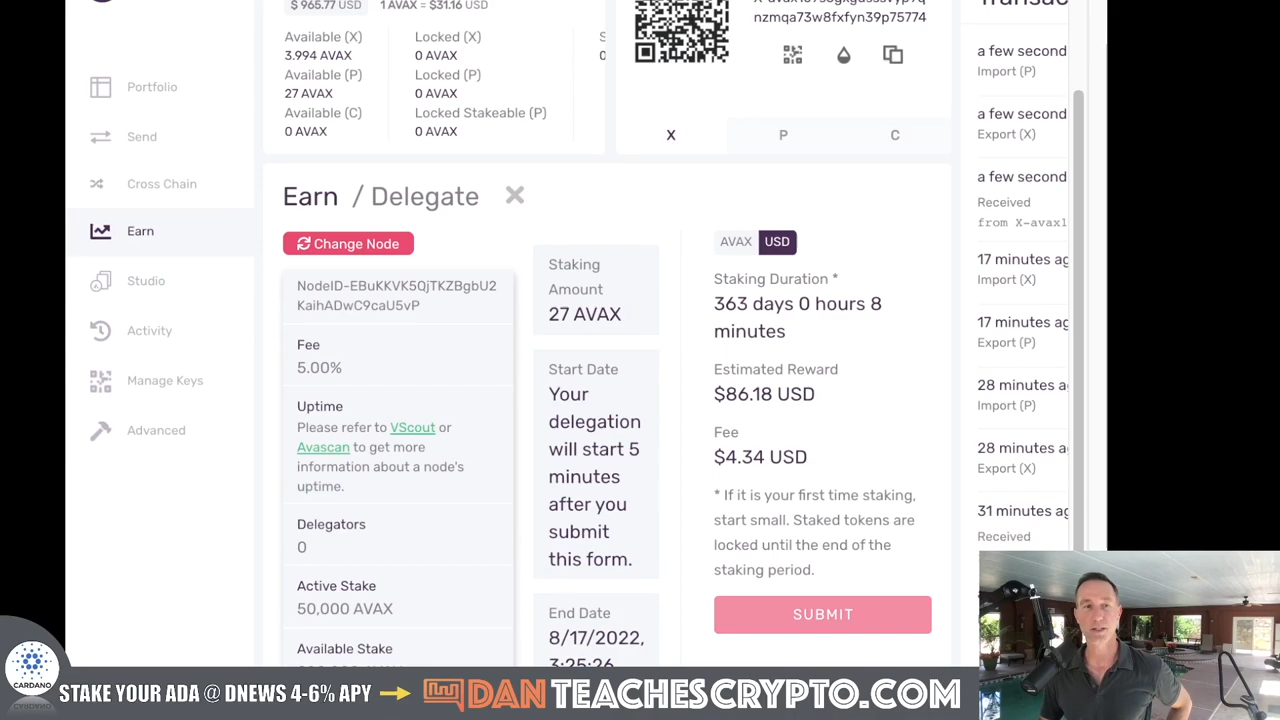 $ 965.77 USD
1 AVAX = $31.16 USD
Available (X)
3.994 AVAX
Available (P)
27 AVAX
Available (C)
0 AVAX
Locked (X)
0 AVAX
Locked (P)
0 AVAX
Locked Stakeable (P)
0 AVAX
nzmqa73w8fxfyn39p75774
X
P
C
Portfolio
Send
Cross Chain
Earn
Studio
Activity
Manage Keys
Advanced
Earn / Delegate
Change Node
NodeID-EBuKKVK5QjTKZBgbU2
KaihADwC9caU5vP
Fee
5.00%
Uptime
Please refer to VScout or
Avascan to get more
information about a node's
uptime.
Delegators
0
Active Stake
50,000 AVAX
Available Stake
Staking
Amount
27 AVAX
Start Date
Your
delegation
will start 5
minutes
after you
submit
this form.
End Date
8/17/2022,
3:25:26
AVAX USD
Staking Duration *
363 days 0 hours 8
minutes
Estimated Reward
$86.18 USD
Fee
$4.34 USD
* If it is your first time staking,
start small. Staked tokens are
locked until the end of the
staking period.
SUBMIT
a few second
Import (P)
a few second
Export (X)
a few second
Received
from X-avax1
17 minutes ag
Import (X)
17 minutes ag
Export (P)
28 minutes a
Import (P)
28 minutes a
Export (X)
31 minutes a
Received
CARDANO
STAKE YOUR ADA @ DNEWS 4-6% APY
DANTEACHESCRYPTO.COM